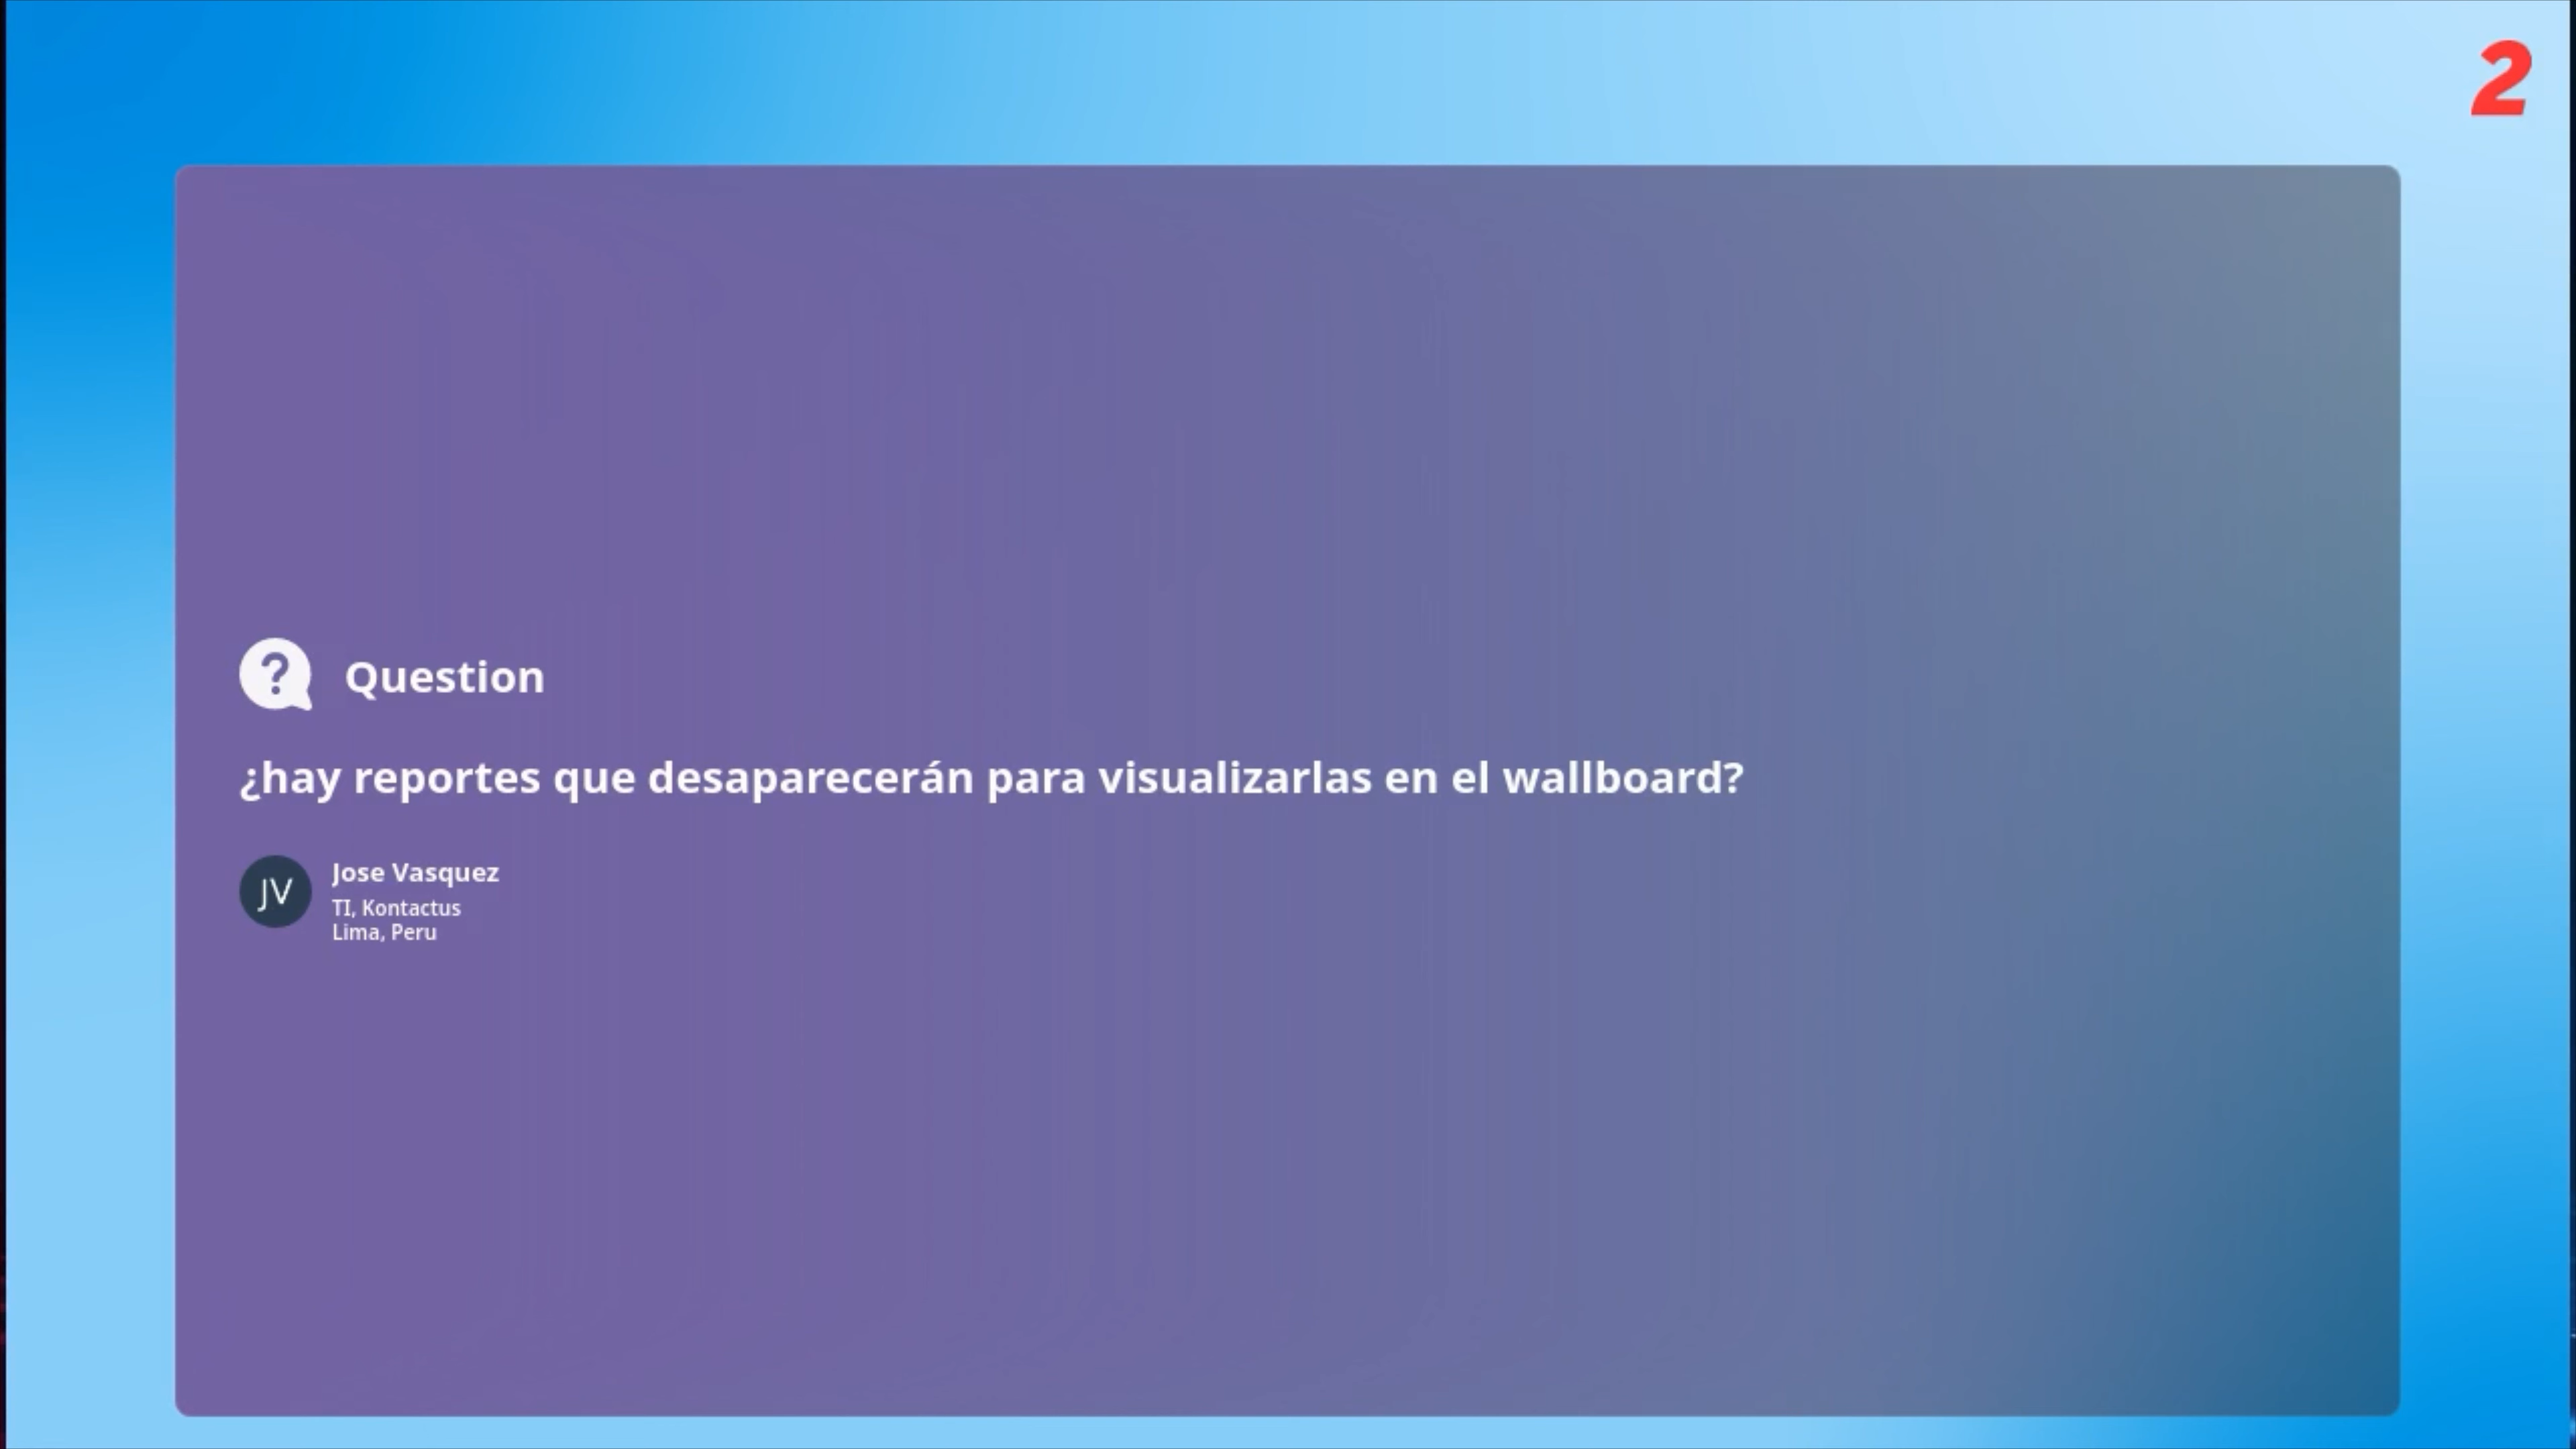 2
Question
¿hay reportes que desaparecerán para visualizarlas en el wallboard?
JV
Jose Vasquez
TI, Kontactus
Lima, Peru